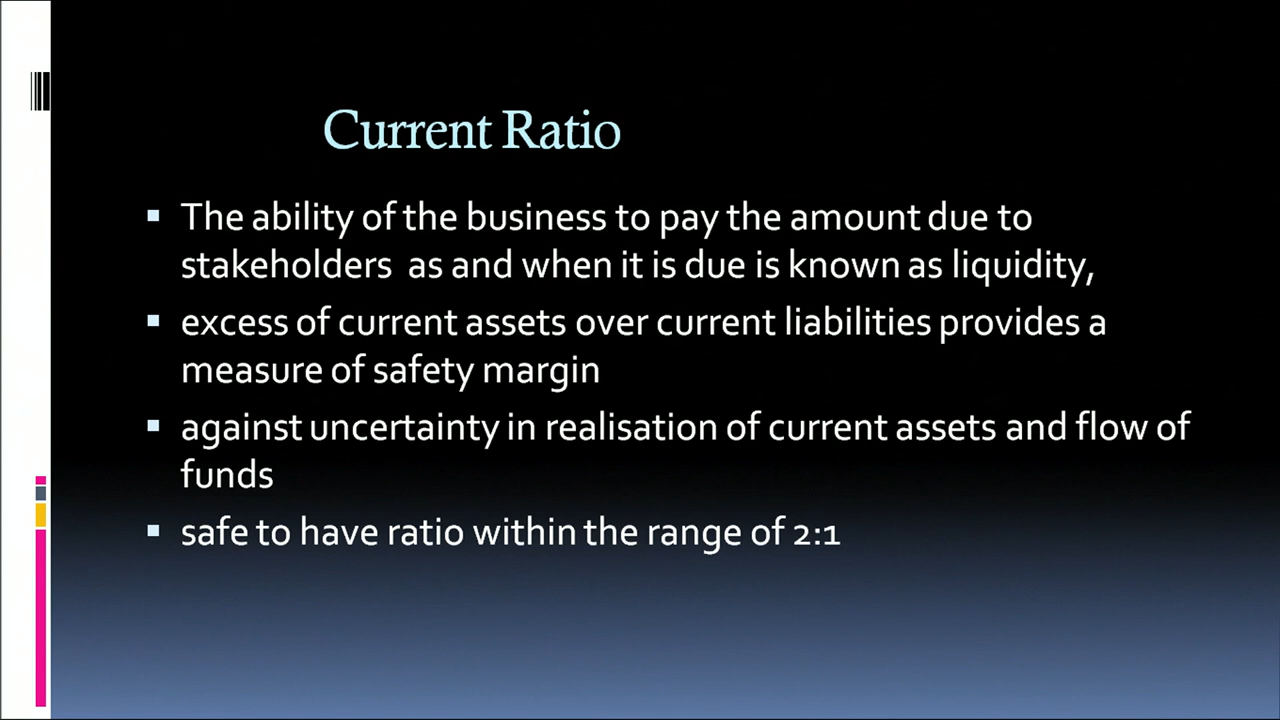 Current Ratio
The ability of the business to pay the amount due to
stakeholders as and when it is due is known as liquidity,
excess of current assets over current liabilities provides a
measure of safety margin
against uncertainty in realisation of current assets and flow of
funds
safe to have ratio within the range of 2:1